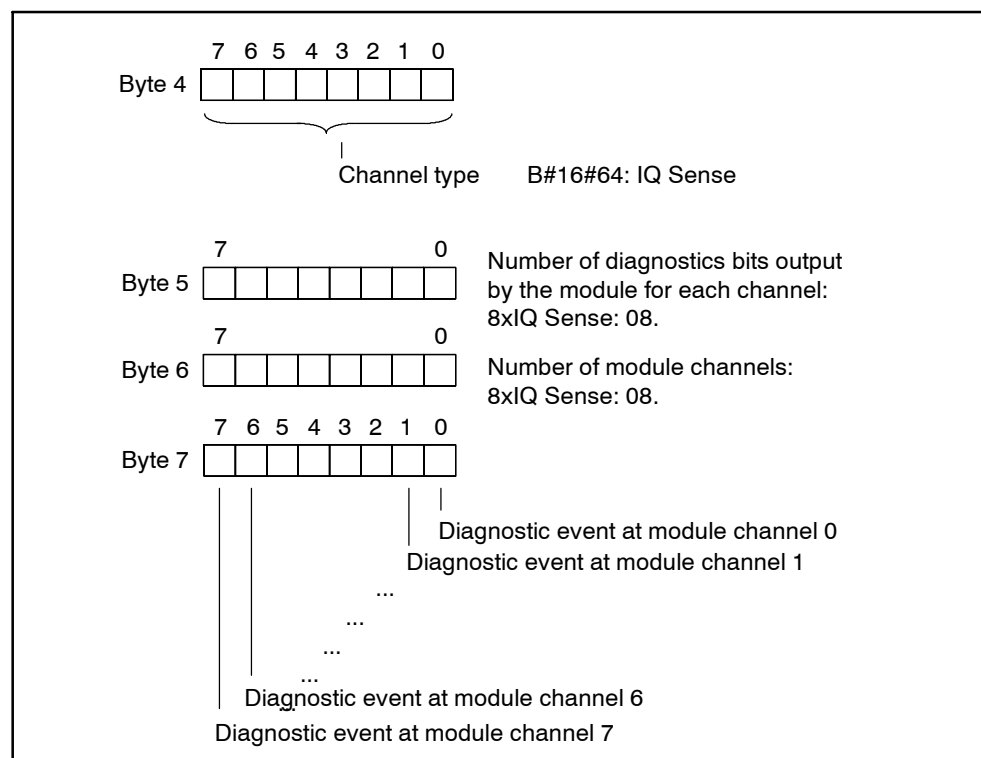 7 6 5 4 3 2 1 0
Byte 4
Channel type B#16#64: IQ Sense
7 0
Byte 5
Number of diagnostics bits output
by the module for each channel:
8xIQ Sense: 08.
7 0
Byte 6
Number of module channels:
8xIQ Sense: 08.
7 6 5 4 3 2 1 0
Byte 7
Diagnostic event at module channel 0
Diagnostic event at module channel 1
...
...
...
...
Diagnostic event at module channel 6
...
Diagnostic event at module channel 7